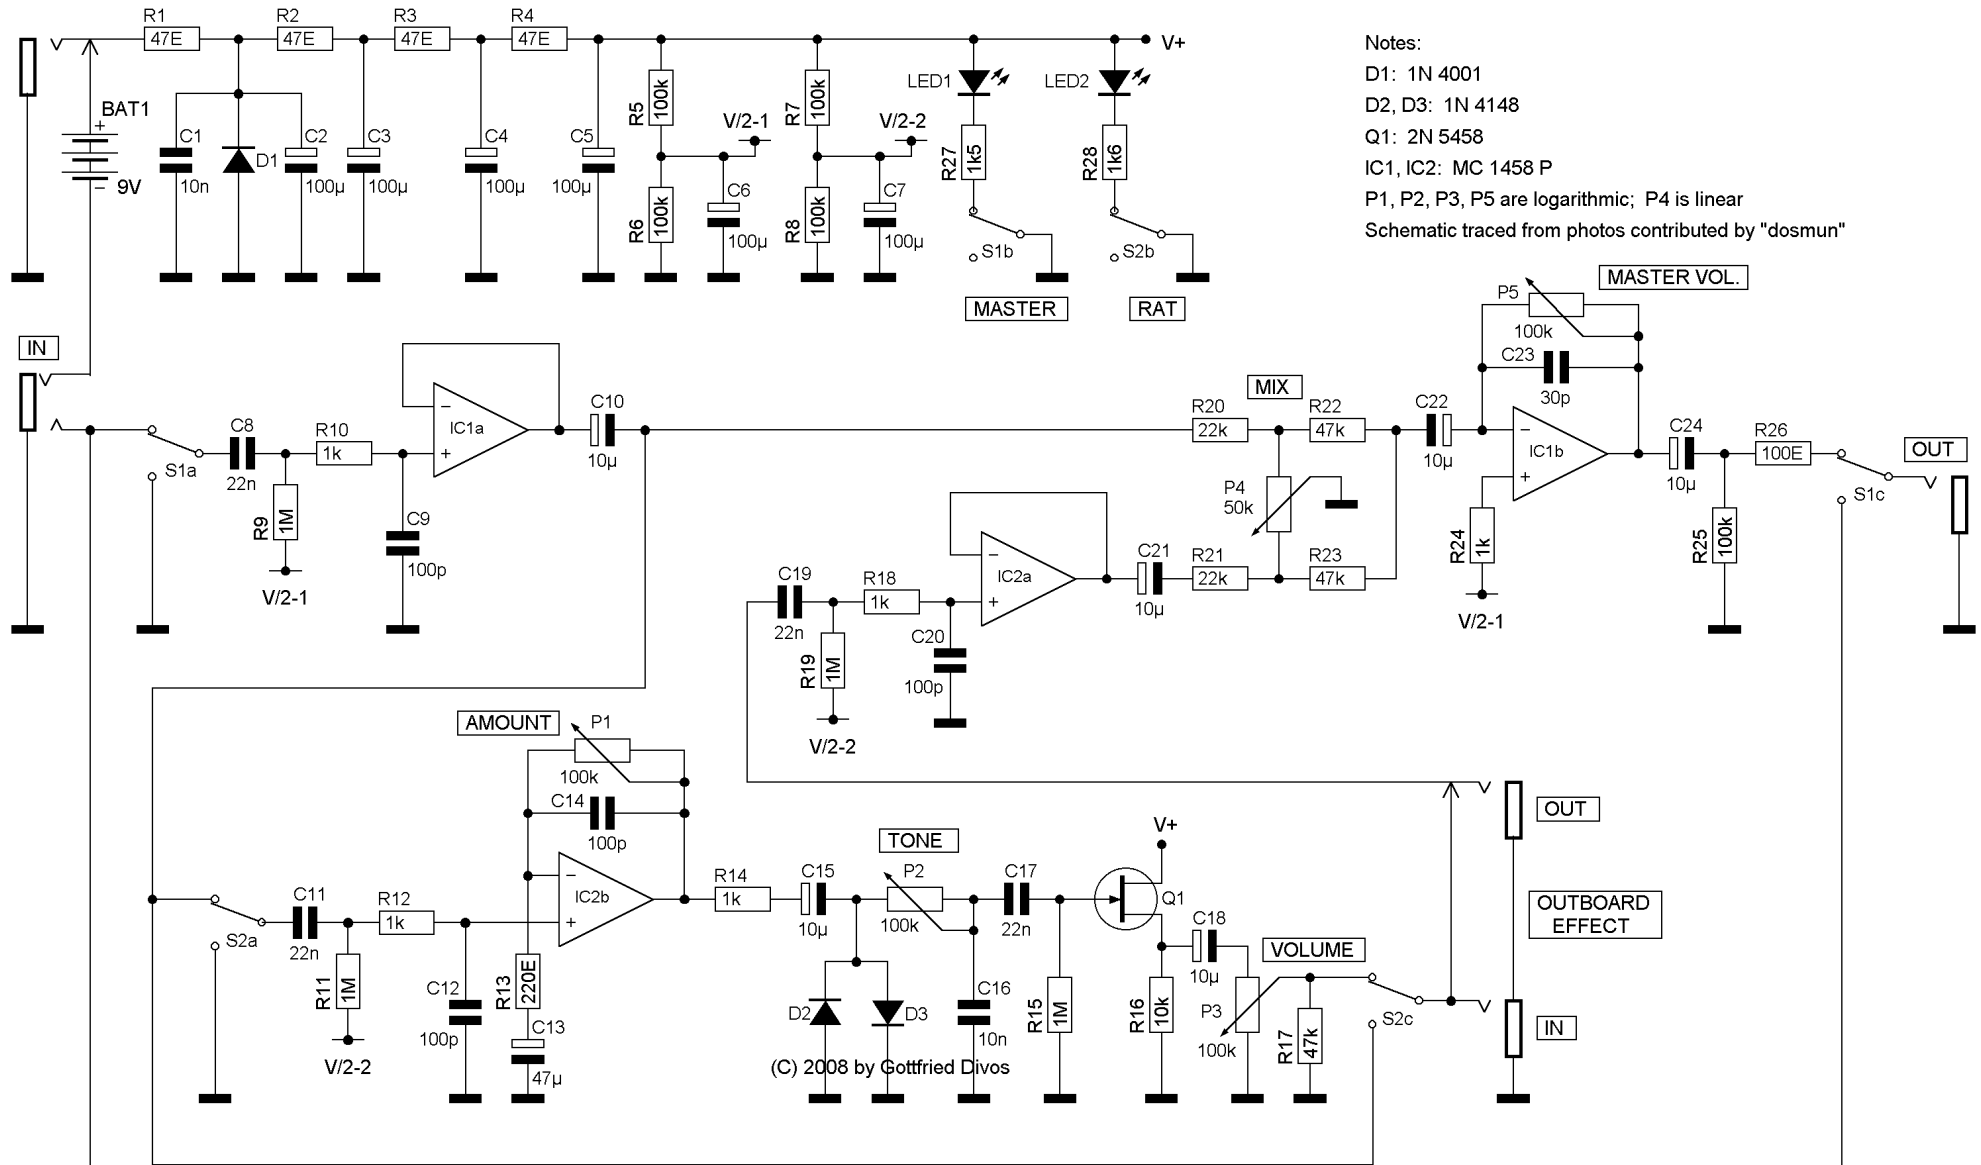 R1
47E
R2
47E
R3
47E
R4
47E
V+
Notes:
D1: 1N 4001
D2, D3: 1N 4148
Q1: 2N 5458
IC1, IC2: MC 1458 P
P1, P2, P3, P5 are logarithmic; P4 is linear
Schematic traced from photos contributed by "dosmun"
BAT1
+
−
9V
C1
10n
D1
C2
100µ
C3
100µ
C4
100µ
C5
100µ
R5
100k
R6
100k
V/2-1
C6
100µ
R7
100k
R8
100k
V/2-2
C7
100µ
LED1
R27
1k5
S1b
MASTER
LED2
R28
1k6
S2b
RAT
IN
S1a
C8
22n
R9
1M
V/2-1
R10
1k
C9
100p
−
+
IC1a
C10
10µ
MIX
R20
22k
R22
47k
P4
50k
R21
22k
R23
47k
C22
10µ
MASTER VOL.
P5
100k
C23
30p
−
+
IC1b
R24
1k
V/2-1
C24
10µ
R25
100k
R26
100E
S1c
OUT
C19
22n
R19
1M
V/2-2
R18
1k
C20
100p
−
+
IC2a
C21
10µ
AMOUNT
P1
100k
C14
100p
S2a
C11
22n
R11
1M
V/2-2
R12
1k
C12
100p
−
+
IC2b
R13
220E
C13
47µ
R14
1k
C15
10µ
D2
D3
TONE
P2
100k
C16
10n
C17
22n
R15
1M
V+
Q1
R16
10k
C18
10µ
VOLUME
P3
100k
R17
47k
S2c
OUT
OUTBOARD
EFFECT
IN
(C) 2008 by Gottfried Divos